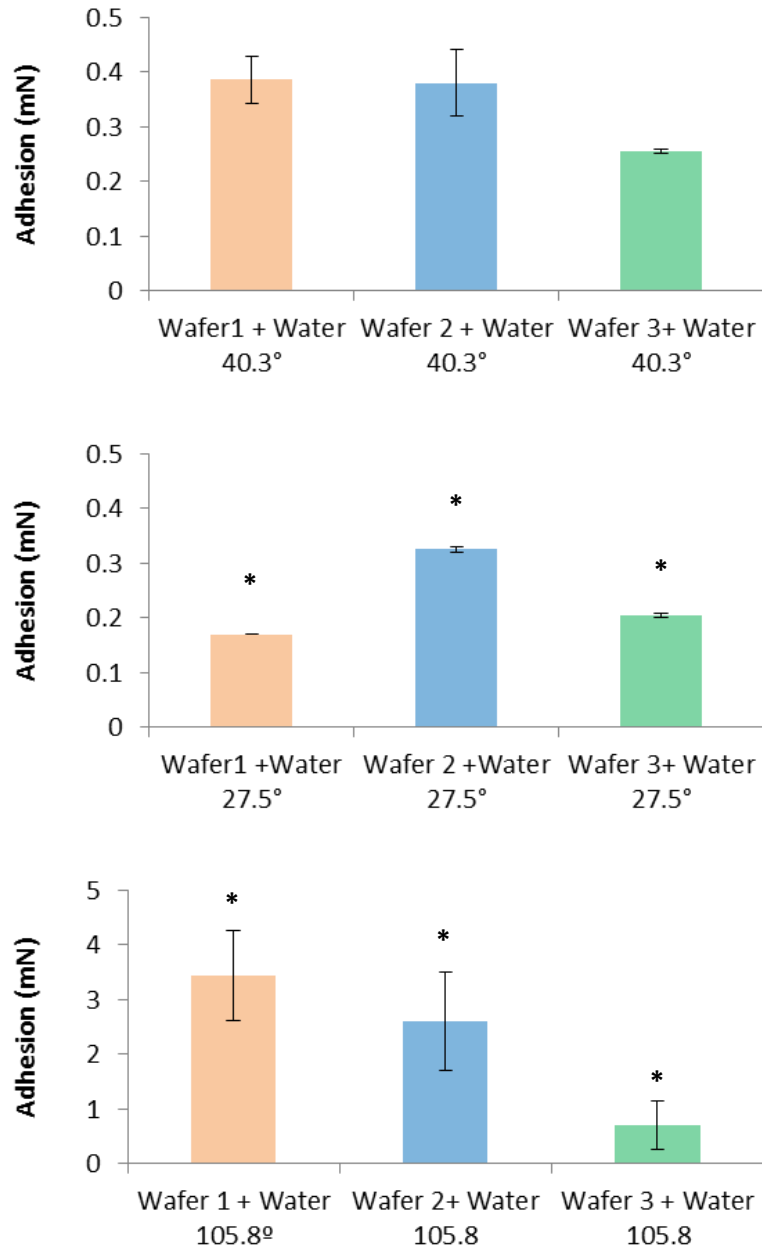 Adhesion (mN)
0.5
0.4
0.3
0.2
0.1
0
Wafer1 + Water Wafer 2 + Water Wafer 3+ Water
40.3° 40.3° 40.3°
Adhesion (mN)
0.5
0.4
0.3
0.2
0.1
0
*
*
*
Wafer1 +Water Wafer 2 +Water Wafer 3+ Water
27.5° 27.5° 27.5°
Adhesion (mN)
5
4
3
2
1
0
*
*
*
Wafer 1 + Water Wafer 2+ Water Wafer 3 + Water
105.8º 105.8 105.8